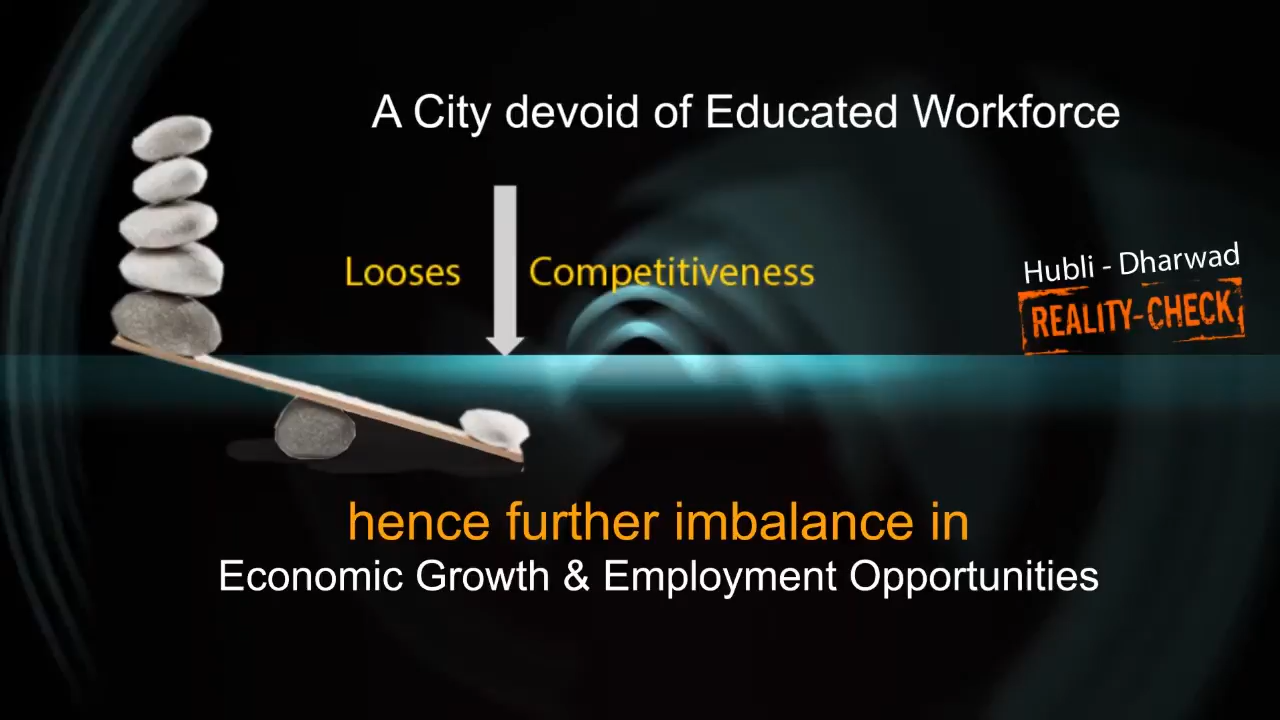 A City devoid of Educated Workforce
Looses Competitiveness
Hubli - Dharwad
REALITY-CHECK
hence further imbalance in
Economic Growth & Employment Opportunities